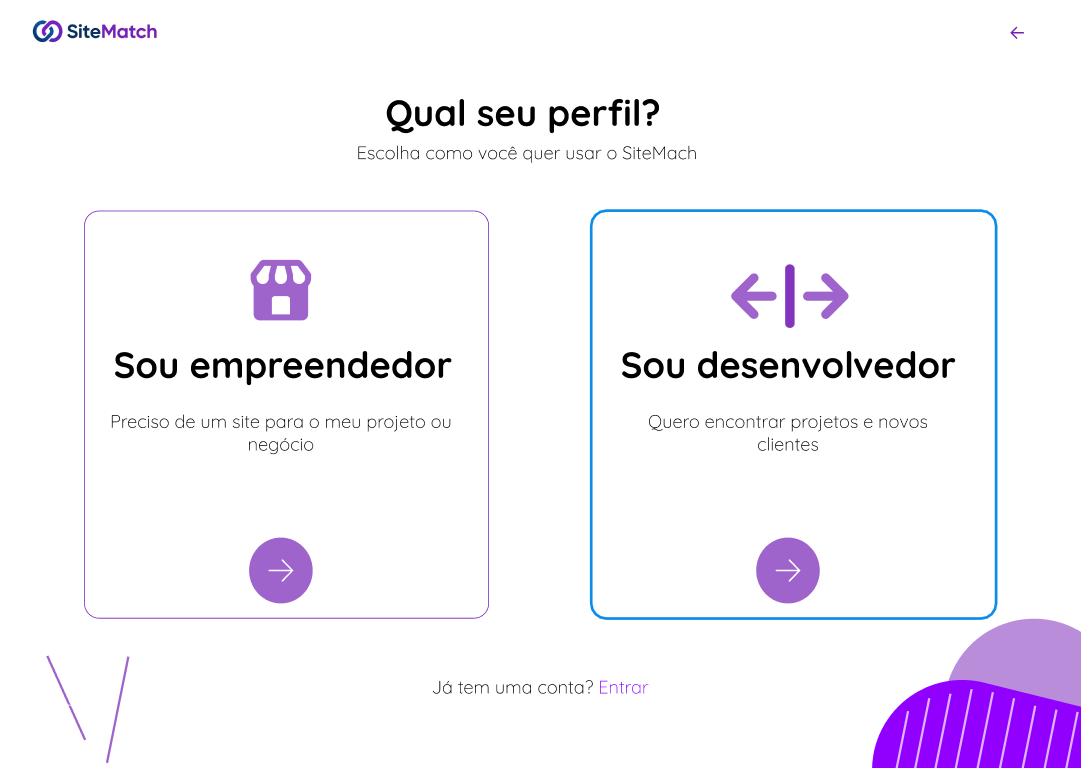 SiteMatch
Qual seu perfil?
Escolha como você quer usar o SiteMach
Sou empreendedor
Preciso de um site para o meu projeto ou
negócio
Sou desenvolvedor
Quero encontrar projetos e novos
clientes
Já tem uma conta? Entrar